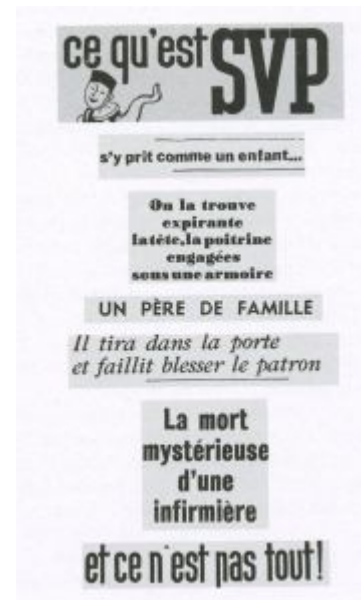 ce qu'est SVP
s'y prit comme un enfant...
On la trouve
expirante
la tête, la poitrine
engagées
sous une armoire
UN PÈRE DE FAMILLE
Il tira dans la porte
et faillit blesser le patron
La mort
mystérieuse
d'une
infirmière
et ce n'est pas tout!